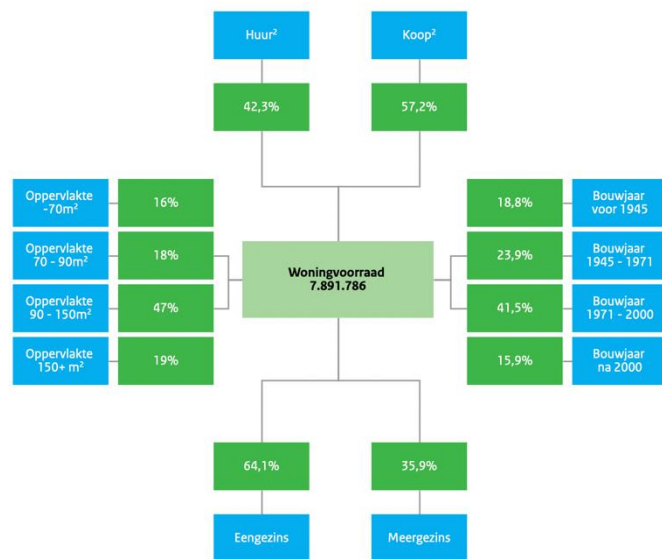 Huur²
Koop²
42,3%
57,2%
Oppervlakte
-70m²
16%
18,8%
Bouwjaar
voor 1945
Oppervlakte
70 - 90m²
18%
23,9%
Bouwjaar
1945 - 1971
Woningvoorraad
7.891.786
Oppervlakte
90 - 150m²
47%
41,5%
Bouwjaar
1971 - 2000
Oppervlakte
150+ m²
19%
15,9%
Bouwjaar
na 2000
64,1%
35,9%
Eengezins
Meergezins